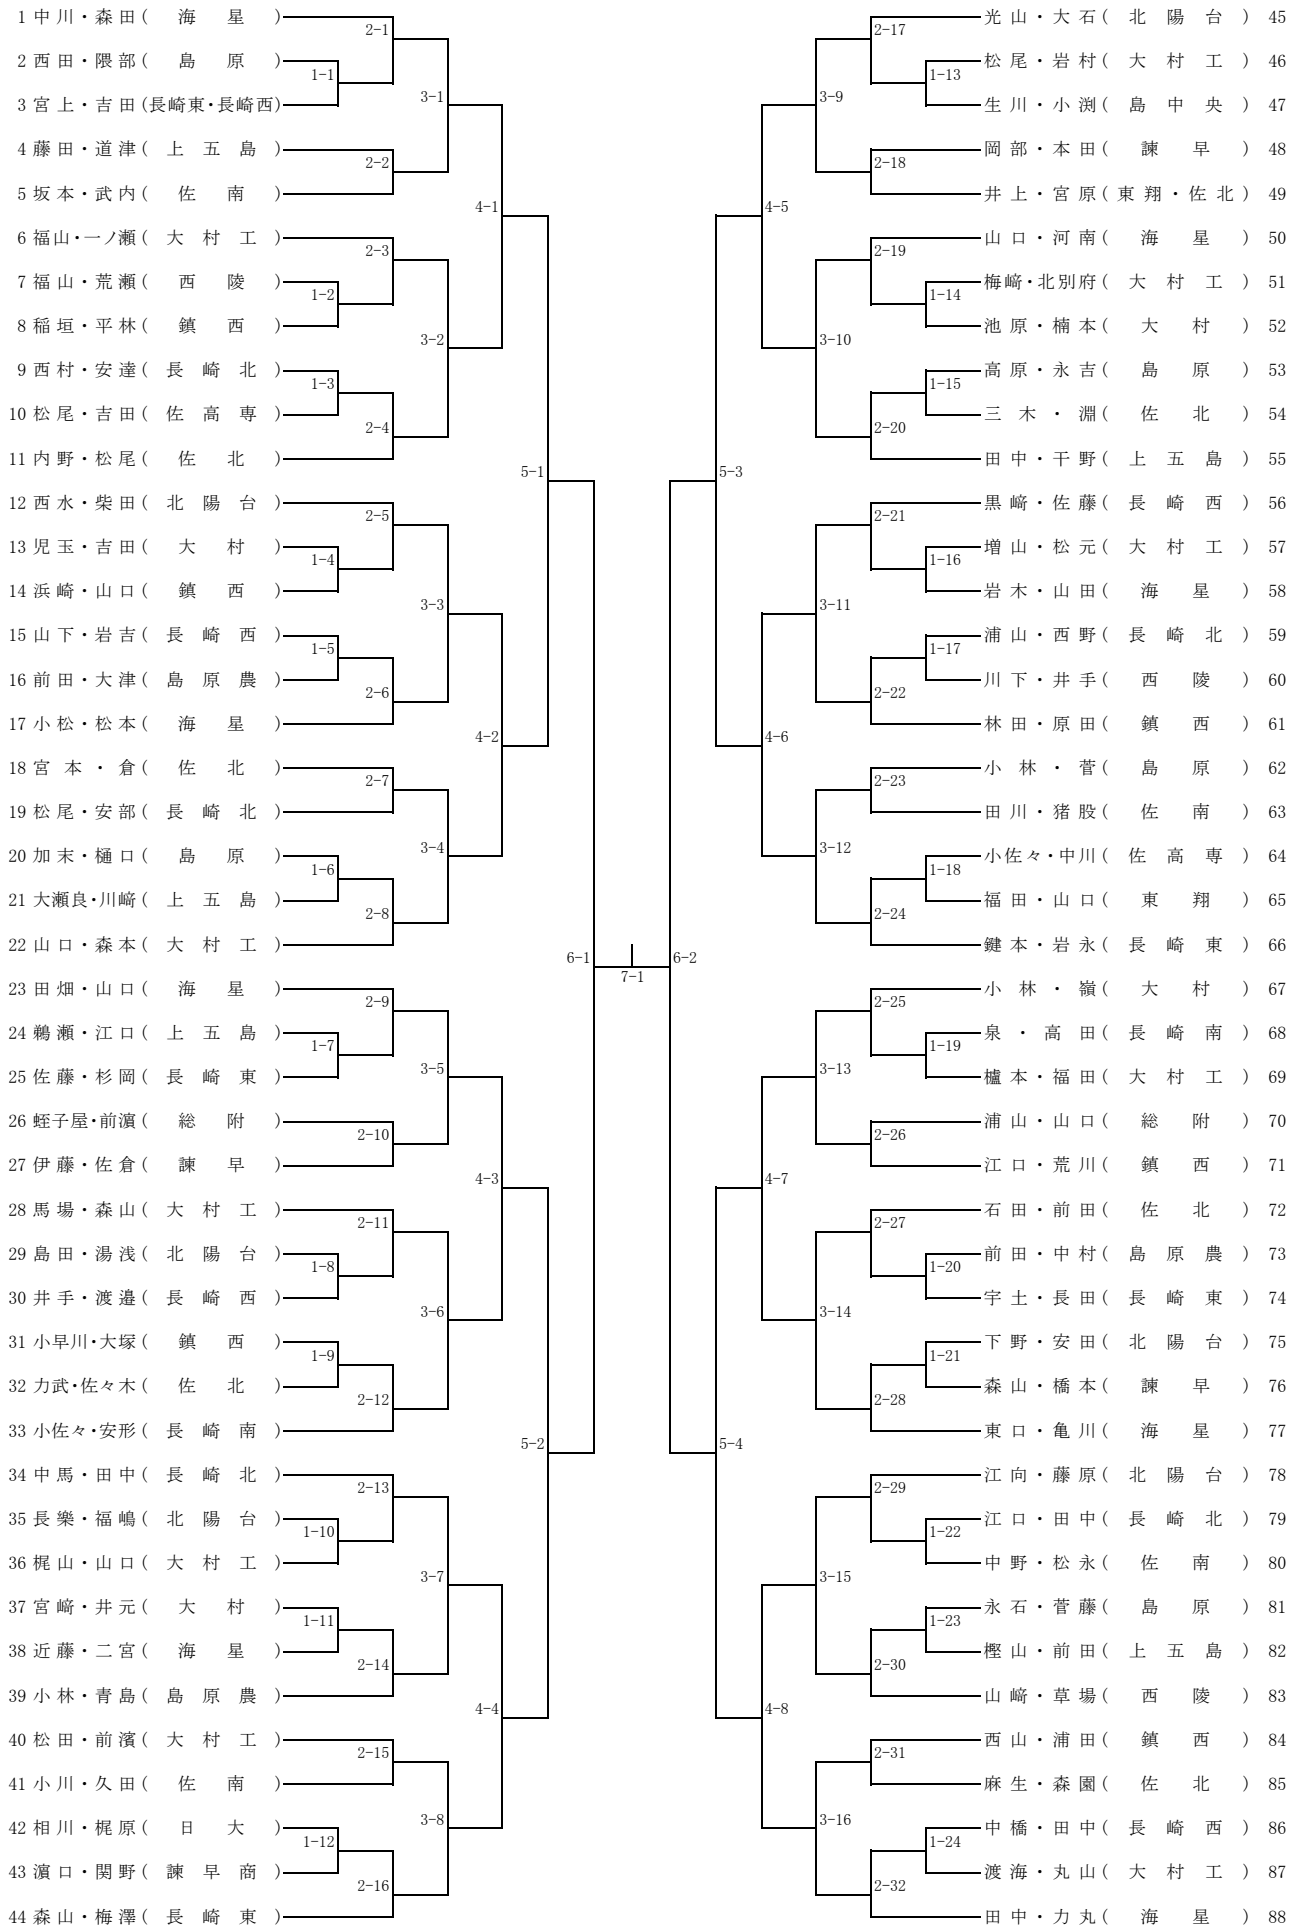 1 中川・森田(海星)
2 西田・隈部(島原)
3 宮上・吉田(長崎東・長崎西)
4 藤田・道津(上五島)
5 坂本・武内(佐南)
6 福山・一ノ瀬(大村工)
7 福山・荒瀬(西陵)
8 稲垣・平林(鎮西)
9 西村・安達(長崎北)
10 松尾・吉田(佐高専)
11 内野・松尾(佐北)
12 西水・柴田(北陽台)
13 児玉・吉田(大村)
14 浜崎・山口(鎮西)
15 山下・岩吉(長崎西)
16 前田・大津(島原農)
17 小松・松本(海星)
18 宮本・倉(佐北)
19 松尾・安部(長崎北)
20 加末・樋口(島原)
21 大瀬良・川﨑(上五島)
22 山口・森本(大村工)
23 田畑・山口(海星)
24 鵜瀬・江口(上五島)
25 佐藤・杉岡(長崎東)
26 蛭子屋・前濵(総附)
27 伊藤・佐倉(諫早)
28 馬場・森山(大村工)
29 島田・湯浅(北陽台)
30 井手・渡邉(長崎西)
31 小早川・大塚(鎮西)
32 力武・佐々木(佐北)
33 小佐々・安形(長崎南)
34 中馬・田中(長崎北)
35 長樂・福嶋(北陽台)
36 梶山・山口(大村工)
37 宮﨑・井元(大村)
38 近藤・二宮(海星)
39 小林・青島(島原農)
40 松田・前濱(大村工)
41 小川・久田(佐南)
42 相川・梶原(日大)
43 濵口・関野(諫早商)
44 森山・梅澤(長崎東)
1-1
1-2
1-3
1-4
1-5
1-6
1-7
1-8
1-9
1-10
1-11
1-12
2-1
2-2
2-3
2-4
2-5
2-6
2-7
2-8
2-9
2-10
2-11
2-12
2-13
2-14
2-15
2-16
3-1
3-2
3-3
3-4
3-5
3-6
3-7
3-8
4-1
4-2
4-3
4-4
5-1
5-2
6-1
7-1
6-2
5-3
5-4
4-5
4-6
4-7
4-8
3-9
3-10
3-11
3-12
3-13
3-14
3-15
3-16
2-17
2-18
2-19
2-20
2-21
2-22
2-23
2-24
2-25
2-26
2-27
2-28
2-29
2-30
2-31
2-32
1-13
1-14
1-15
1-16
1-17
1-18
1-19
1-20
1-21
1-22
1-23
1-24
光山・大石(北陽台) 45
松尾・岩村(大村工) 46
生川・小渕(島中央) 47
岡部・本田(諫早) 48
井上・宮原(東翔・佐北) 49
山口・河南(海星) 50
梅﨑・北別府(大村工) 51
池原・楠本(大村) 52
高原・永吉(島原) 53
三木・淵(佐北) 54
田中・干野(上五島) 55
黒﨑・佐藤(長崎西) 56
増山・松元(大村工) 57
岩木・山田(海星) 58
浦山・西野(長崎北) 59
川下・井手(西陵) 60
林田・原田(鎮西) 61
小林・菅(島原) 62
田川・猪股(佐南) 63
小佐々・中川(佐高専) 64
福田・山口(東翔) 65
鍵本・岩永(長崎東) 66
小林・嶺(大村) 67
泉・高田(長崎南) 68
櫨本・福田(大村工) 69
浦山・山口(総附) 70
江口・荒川(鎮西) 71
石田・前田(佐北) 72
前田・中村(島原農) 73
宇土・長田(長崎東) 74
下野・安田(北陽台) 75
森山・橋本(諫早) 76
東口・亀川(海星) 77
江向・藤原(北陽台) 78
江口・田中(長崎北) 79
中野・松永(佐南) 80
永石・菅藤(島原) 81
樫山・前田(上五島) 82
山﨑・草場(西陵) 83
西山・浦田(鎮西) 84
麻生・森園(佐北) 85
中橋・田中(長崎西) 86
渡海・丸山(大村工) 87
田中・力丸(海星) 88